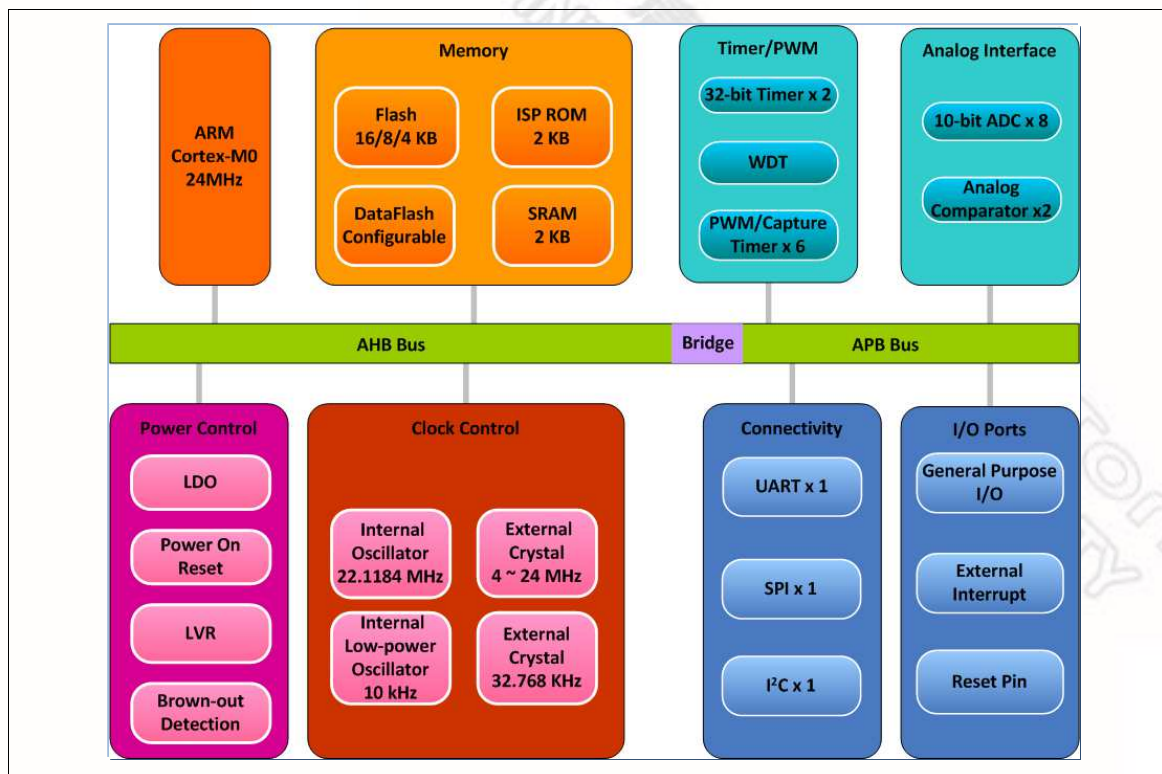 ARM
Cortex-M0
24MHz
Memory
Flash
16/8/4 KB
ISP ROM
2 KB
DataFlash
Configurable
SRAM
2 KB
Timer/PWM
32-bit Timer x 2
WDT
PWM/Capture
Timer x 6
Analog Interface
10-bit ADC x 8
Analog
Comparator x2
AHB Bus
Bridge
APB Bus
Power Control
LDO
Power On
Reset
LVR
Brown-out
Detection
Clock Control
Internal
Oscillator
22.1184 MHz
External
Crystal
4 ~ 24 MHz
Internal
Low-power
Oscillator
10 kHz
External
Crystal
32.768 KHz
Connectivity
UART x 1
SPI x 1
I²C x 1
I/O Ports
General Purpose
I/O
External
Interrupt
Reset Pin